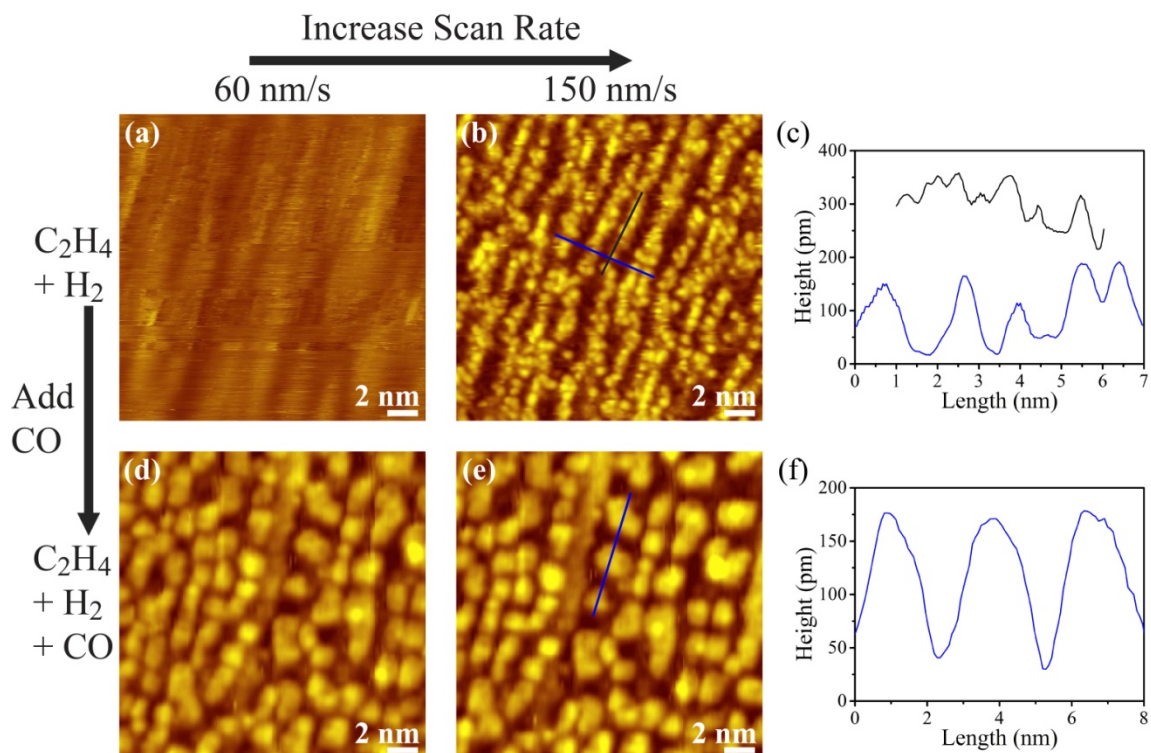 Increase Scan Rate
60 nm/s
150 nm/s
(a)
2 nm
(b)
2 nm
(c)
400
300
200
100
0
Height (pm)
0 1 2 3 4 5 6 7
Length (nm)
C₂H₄
+ H₂
Add
CO
C₂H₄
+ H₂
+ CO
(d)
2 nm
(e)
2 nm
(f)
200
150
100
50
0
Height (pm)
0 2 4 6 8
Length (nm)